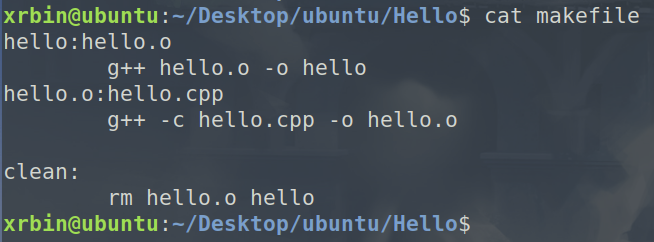 xrbin@ubuntu:~/Desktop/ubuntu/Hello$ cat makefile
hello:hello.o
        g++ hello.o -o hello
hello.o:hello.cpp
        g++ -c hello.cpp -o hello.o

clean:
        rm hello.o hello
xrbin@ubuntu:~/Desktop/ubuntu/Hello$